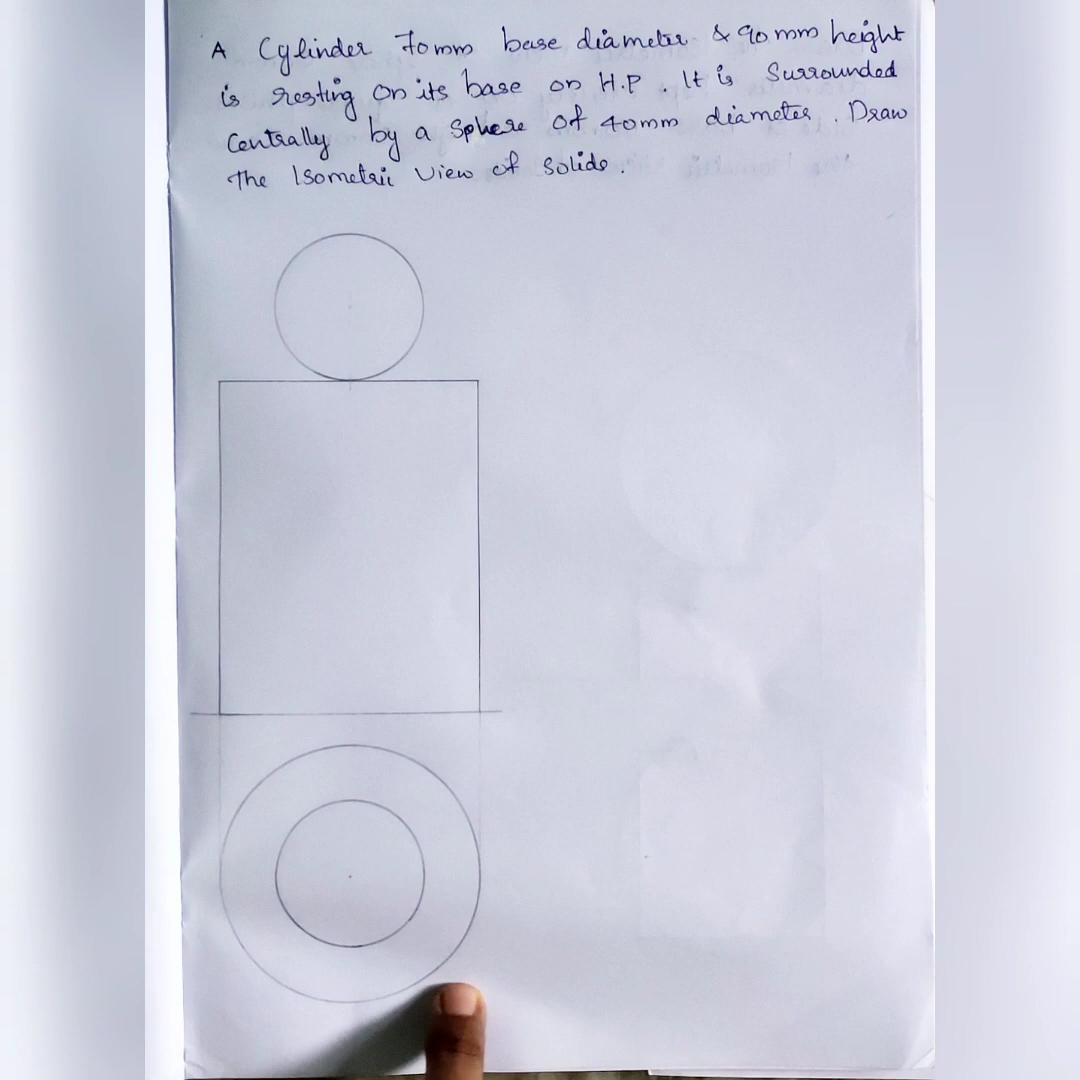 A Cylinder 70mm base diameter & 90mm height
is resting on its base on H.P. It is Surrounded
Centrally by a Sphere of 40mm diameter. Draw
the Isometric View of Solids.